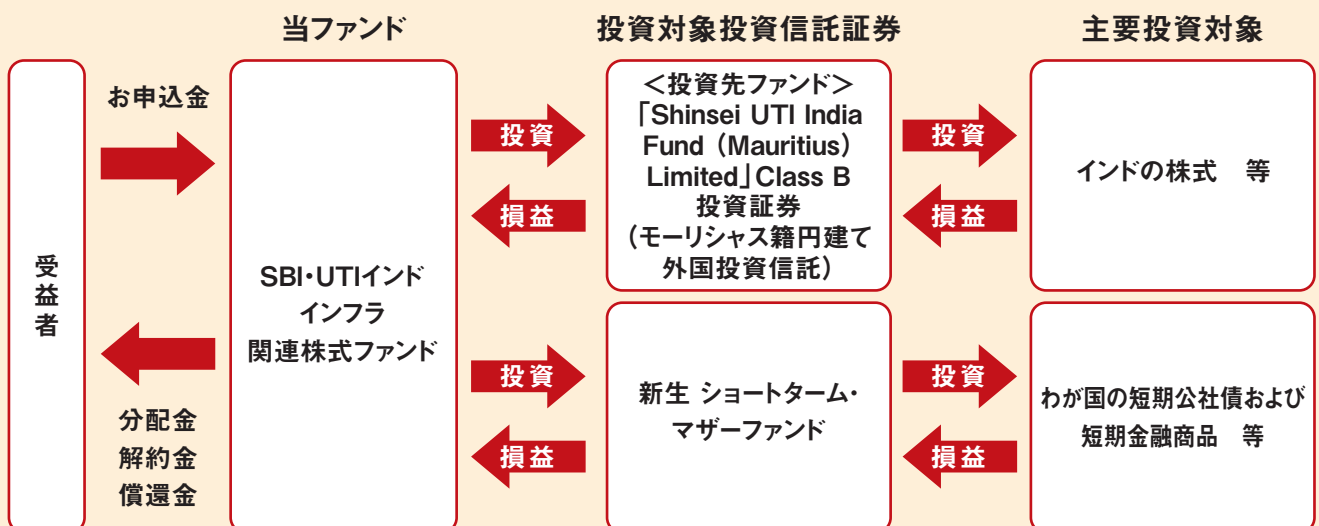 当ファンド
投資対象投資信託証券
主要投資対象
受益者
お申込金
分配金
解約金
償還金
SBI・UTIインド
インフラ
関連株式ファンド
投資
損益
＜投資先ファンド＞
「Shinsei UTI India
Fund (Mauritius)
Limited」Class B
投資証券
(モーリシャス籍円建て
外国投資信託)
投資
損益
インドの株式　等
投資
損益
新生 ショートターム・
マザーファンド
投資
損益
わが国の短期公社債および
短期金融商品　等